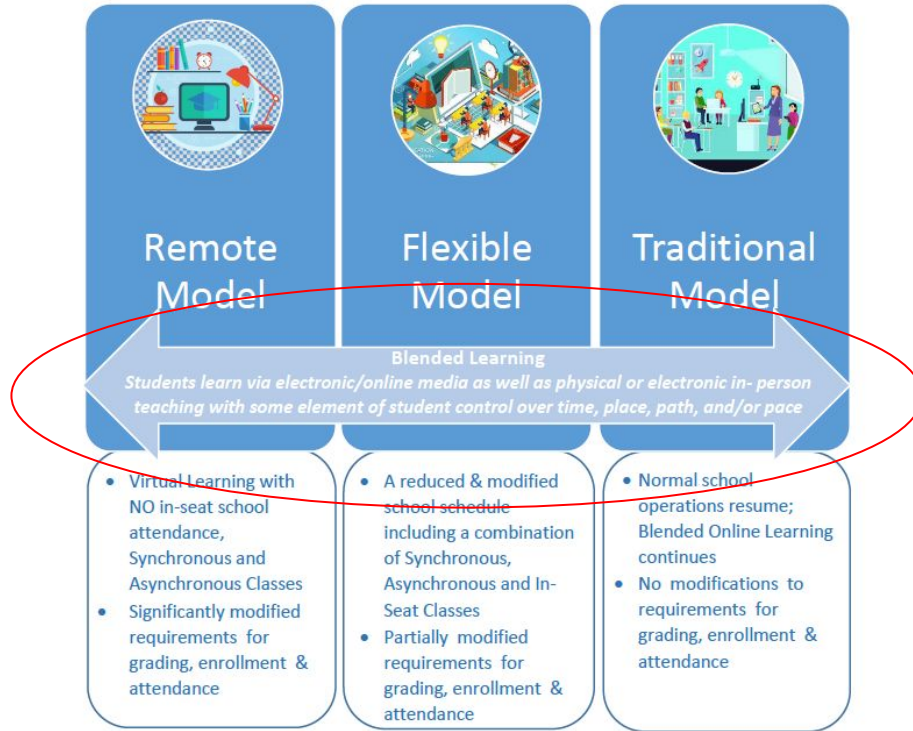 Remote
Model
Flexible
Model
Traditional
Model
Blended Learning
Students learn via electronic/online media as well as physical or electronic in- person
teaching with some element of student control over time, place, path, and/or pace
• Virtual Learning with
NO in-seat school
attendance,
Synchronous and
Asynchronous Classes
• Significantly modified
requirements for
grading, enrollment &
attendance
• A reduced & modified
school schedule
including a combination
of Synchronous,
Asynchronous and In-
Seat Classes
• Partially modified
requirements for
grading, enrollment &
attendance
• Normal school
operations resume;
Blended Online Learning
continues
• No modifications to
requirements for
grading, enrollment &
attendance